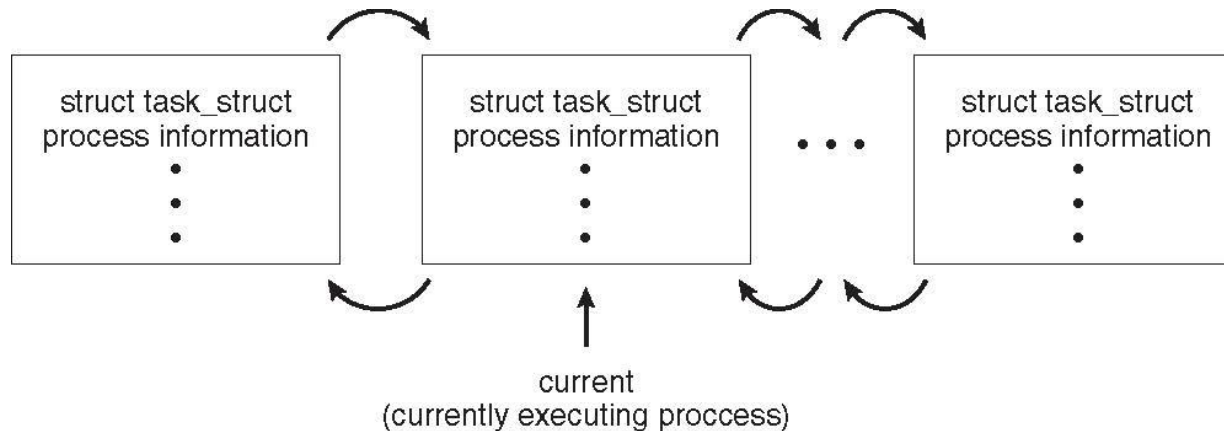 struct task_struct
process information
struct task_struct
process information
struct task_struct
process information
current
(currently executing proccess)